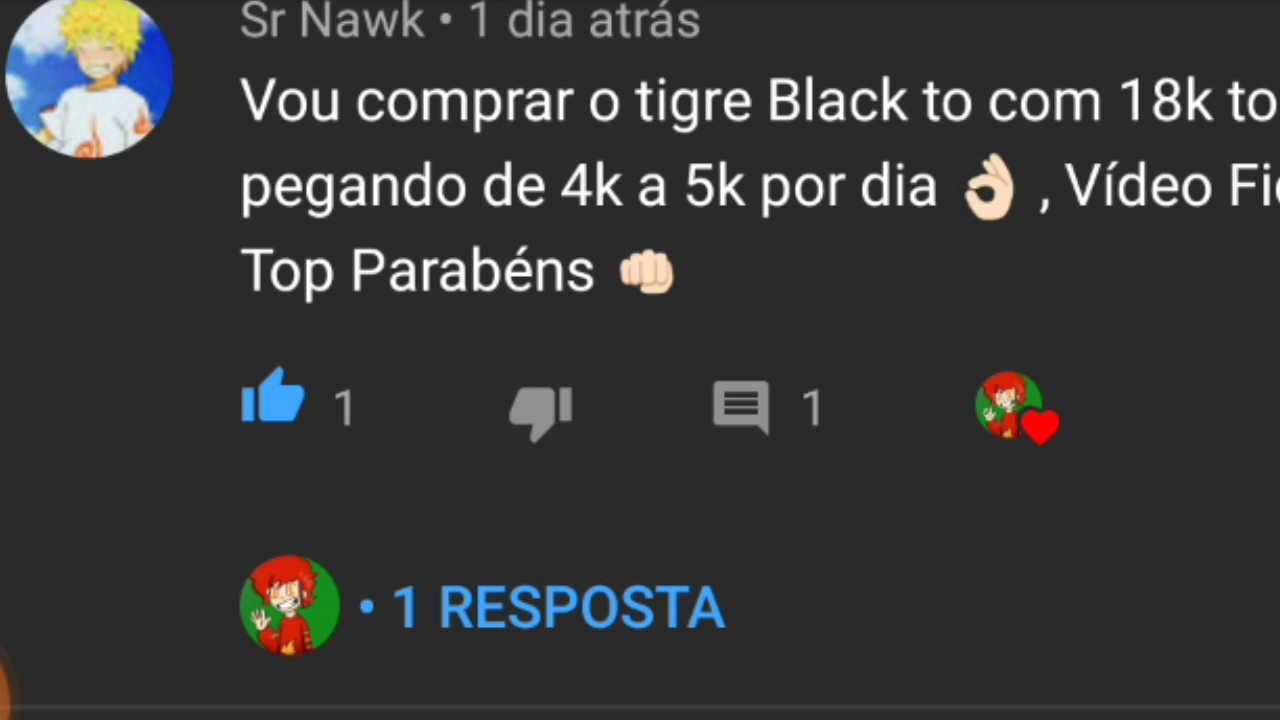 Sr Nawk • 1 dia atrás
Vou comprar o tigre Black to com 18k to
pegando de 4k a 5k por dia 👌🏻 , Vídeo
Top Parabéns 👊🏻
1 1
• 1 RESPOSTA